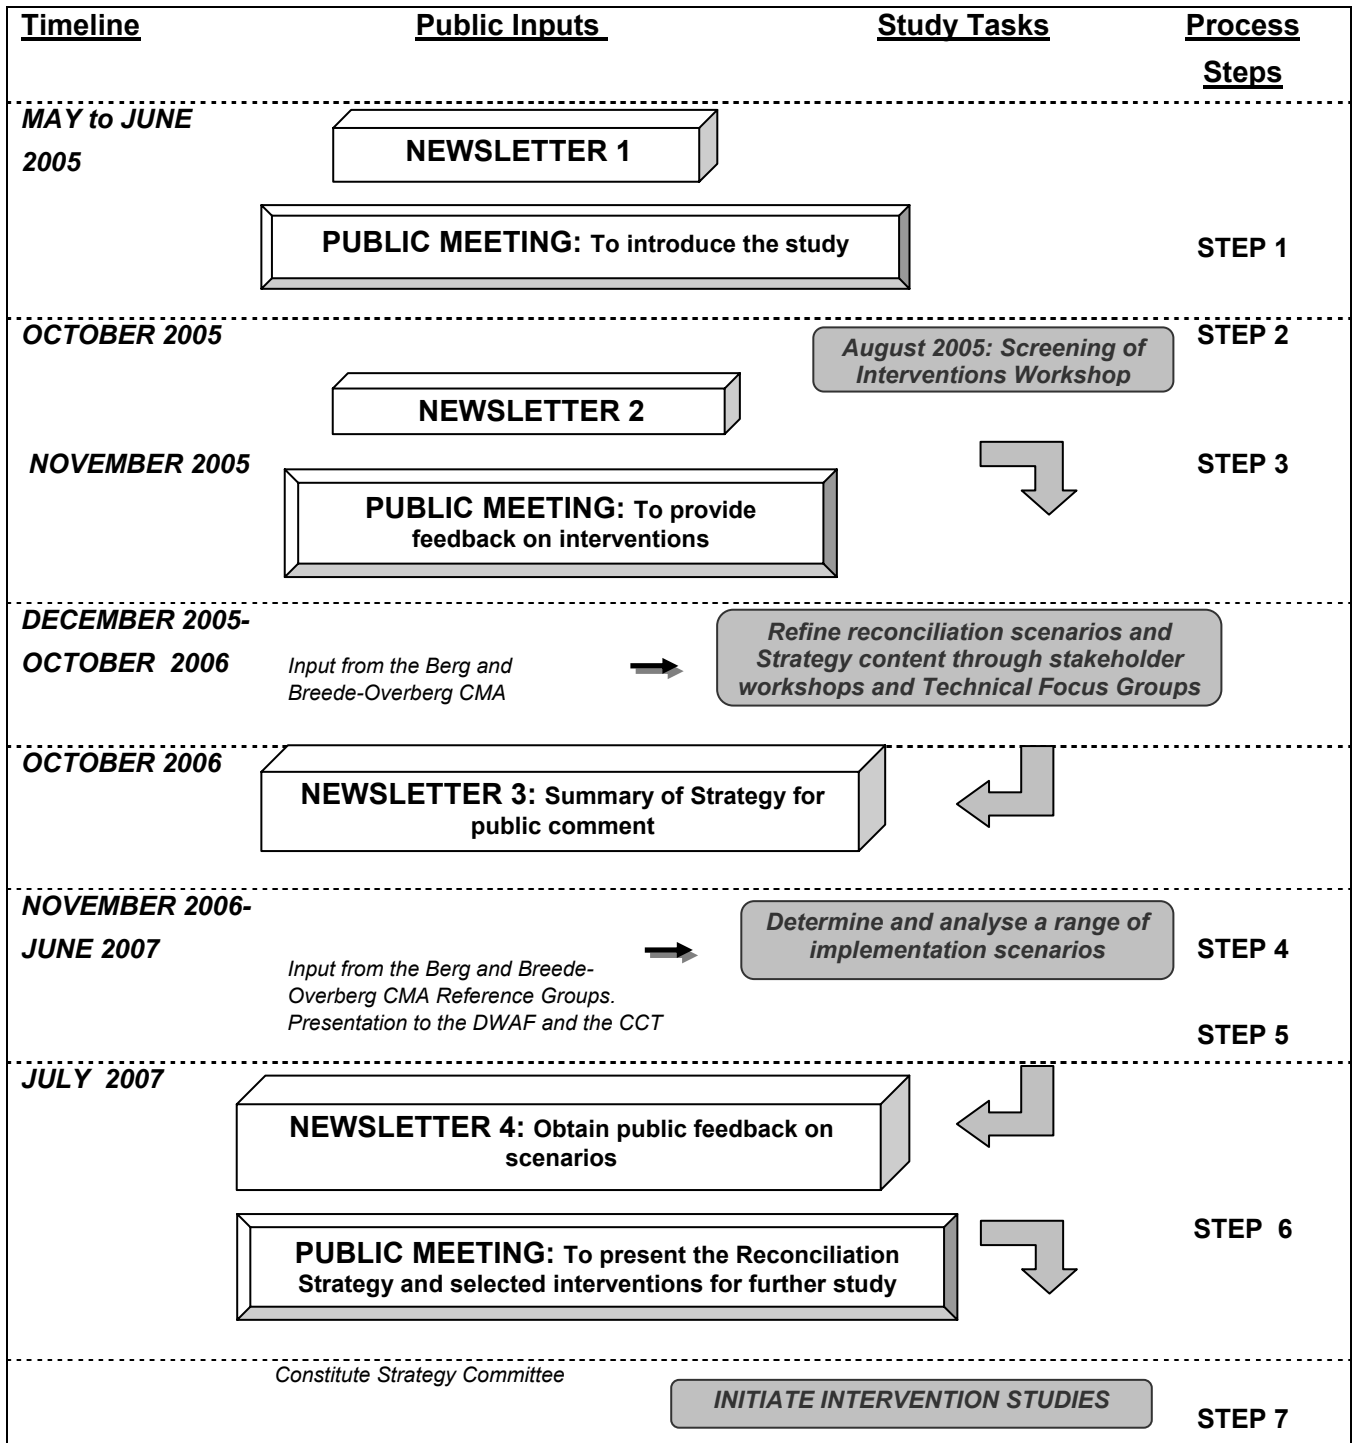 Timeline
Public Inputs
Study Tasks
Process
Steps
MAY to JUNE
2005
NEWSLETTER 1
PUBLIC MEETING: To introduce the study
STEP 1
OCTOBER 2005
August 2005: Screening of
Interventions Workshop
STEP 2
NEWSLETTER 2
NOVEMBER 2005
STEP 3
PUBLIC MEETING: To provide
feedback on interventions
DECEMBER 2005-
OCTOBER 2006
Input from the Berg and
Breede-Overberg CMA
Refine reconciliation scenarios and
Strategy content through stakeholder
workshops and Technical Focus Groups
OCTOBER 2006
NEWSLETTER 3: Summary of Strategy for
public comment
NOVEMBER 2006-
JUNE 2007
Input from the Berg and Breede-
Overberg CMA Reference Groups.
Presentation to the DWAF and the CCT
Determine and analyse a range of
implementation scenarios
STEP 4
STEP 5
JULY 2007
NEWSLETTER 4: Obtain public feedback on
scenarios
PUBLIC MEETING: To present the Reconciliation
Strategy and selected interventions for further study
STEP 6
Constitute Strategy Committee
INITIATE INTERVENTION STUDIES
STEP 7